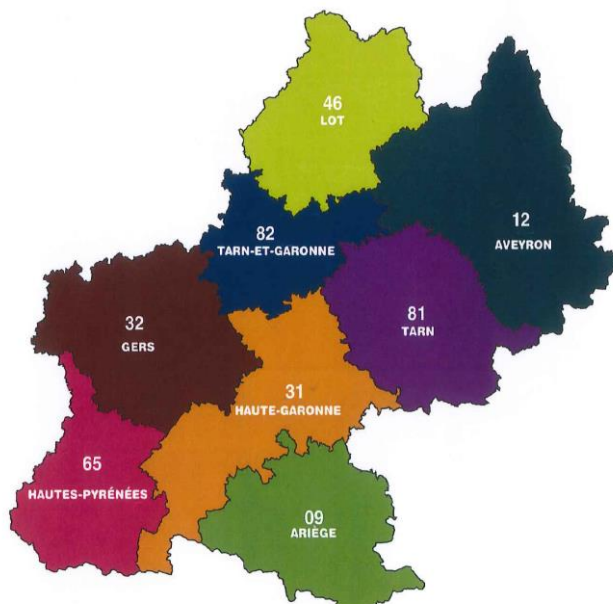 46
LOT
12
AVEYRON
82
TARN-ET-GARONNE
81
TARN
32
GERS
31
HAUTE-GARONNE
65
HAUTES-PYRÉNÉES
09
ARIÈGE